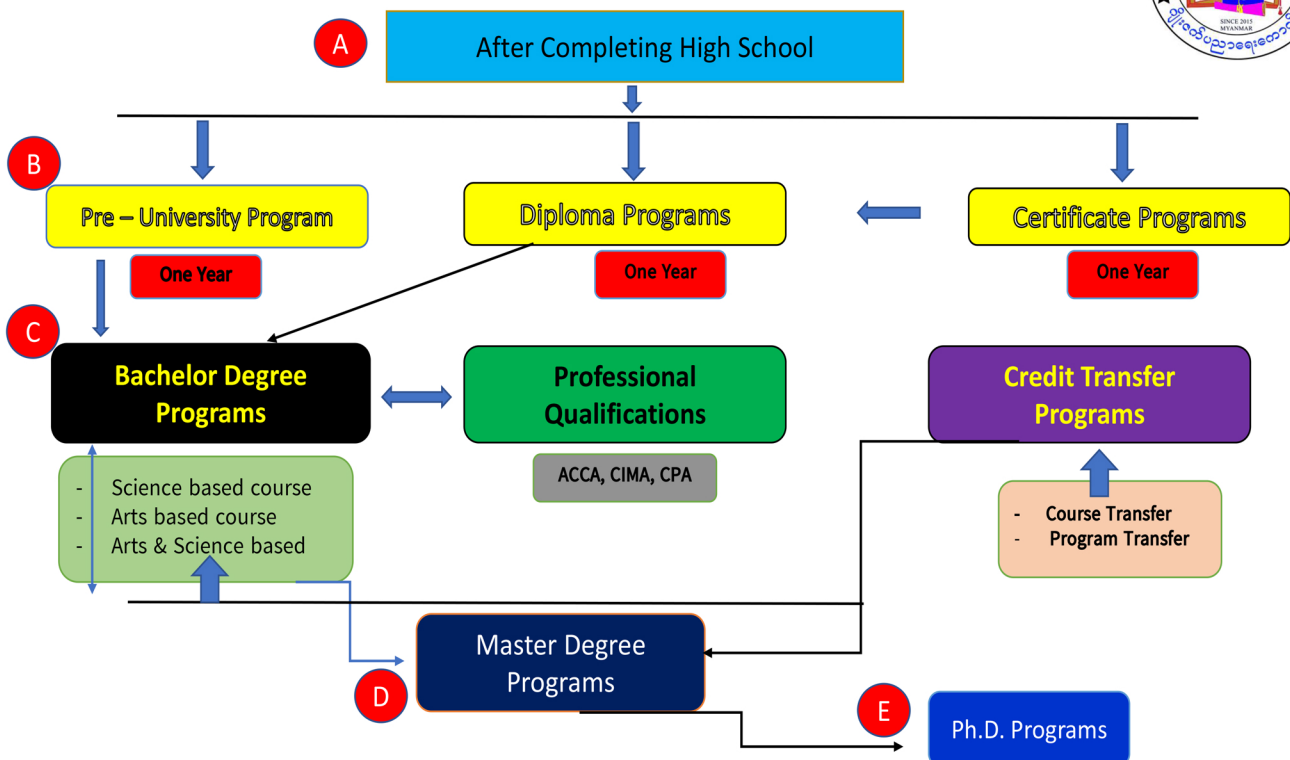 SINCE 2015
MYANMAR
A
After Completing High School
B
Pre – University Program
Diploma Programs
Certificate Programs
One Year
One Year
One Year
C
Bachelor Degree
Programs
Professional
Qualifications
Credit Transfer
Programs
ACCA, CIMA, CPA
- Science based course
- Arts based course
- Arts & Science based
- Course Transfer
- Program Transfer
Master Degree
Programs
D
E
Ph.D. Programs